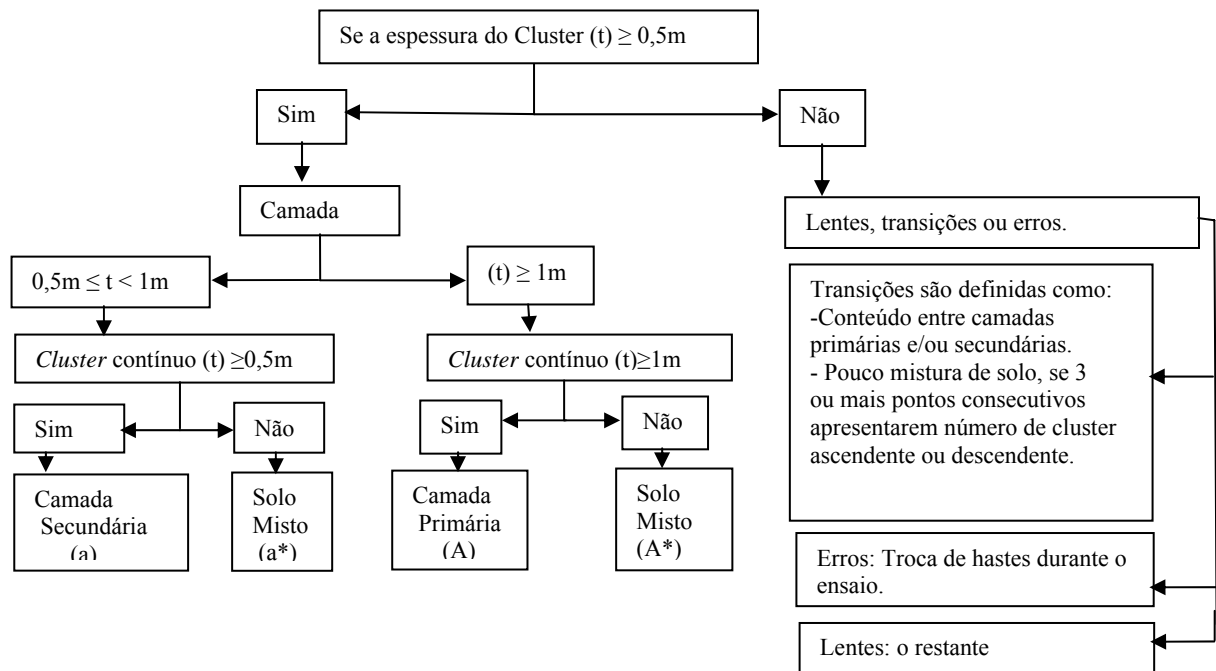 Se a espessura do Cluster (t) ≥ 0,5m
Sim
Não
Camada
Lentes, transições ou erros.
0,5m ≤ t < 1m
(t) ≥ 1m
Transições são definidas como:
-Conteúdo entre camadas
primárias e/ou secundárias.
- Pouco mistura de solo, se 3
ou mais pontos consecutivos
apresentarem número de cluster
ascendente ou descendente.
Cluster contínuo (t) ≥0,5m
Cluster contínuo (t)≥1m
Sim
Não
Sim
Não
Camada
Secundária
(a)
Solo
Misto
(a*)
Camada
Primária
(A)
Solo
Misto
(A*)
Erros: Troca de hastes durante o
ensaio.
Lentes: o restante